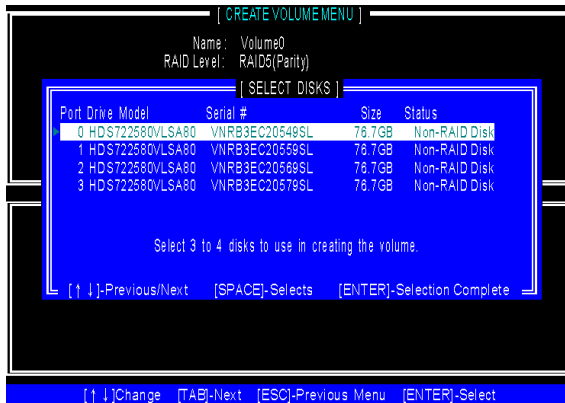 [ CREATE VOLUME MENU ]
Name: Volume0
RAID Level: RAID5(Parity)
[ SELECT DISKS ]
Port Drive Model Serial # Size Status
0 HDS722580VLSA80 VNRB3EC20549SL 76.7GB Non-RAID Disk
1 HDS722580VLSA80 VNRB3EC20559SL 76.7GB Non-RAID Disk
2 HDS722580VLSA80 VNRB3EC20569SL 76.7GB Non-RAID Disk
3 HDS722580VLSA80 VNRB3EC20579SL 76.7GB Non-RAID Disk
Select 3 to 4 disks to use in creating the volume.
[↑↓]-Previous/Next [SPACE]-Selects [ENTER]-Selection Complete
[↑↓]Change [TAB]-Next [ESC]-Previous Menu [ENTER]-Select